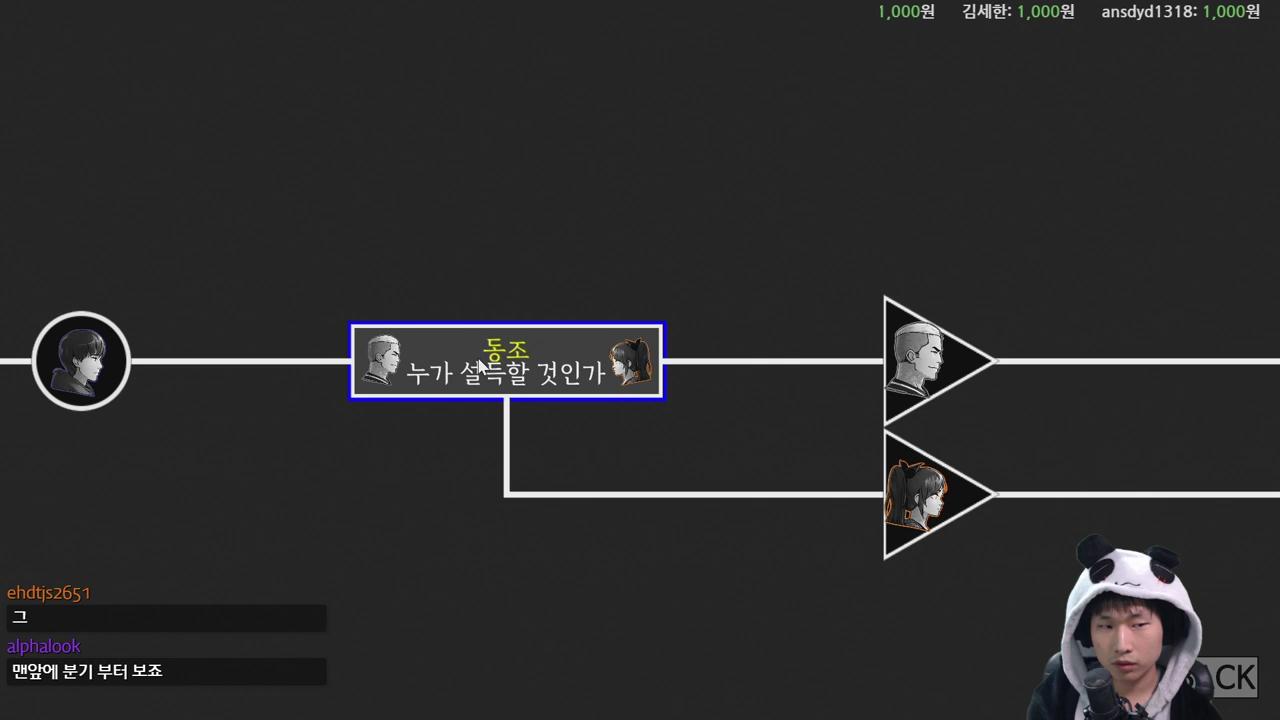 1,000원 김세한: 1,000원 ansdyd1318: 1,000원
동조
누가 설득할 것인가
ehdtjs2651
그
alphalook
맨앞에 분기 부터 보죠
CK